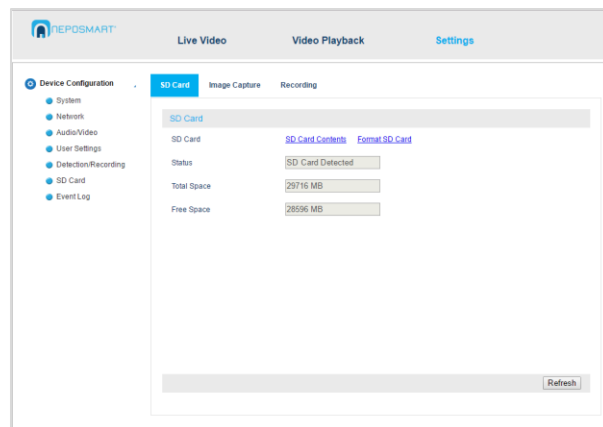 NEPOSMART
Live Video Video Playback Settings
Device Configuration
System
Network
Audio/Video
User Settings
Detection/Recording
SD Card
Event Log
SD Card Image Capture Recording
SD Card
SD Card SD Card Contents Format SD Card
Status SD Card Detected
Total Space 29716 MB
Free Space 28596 MB
Refresh